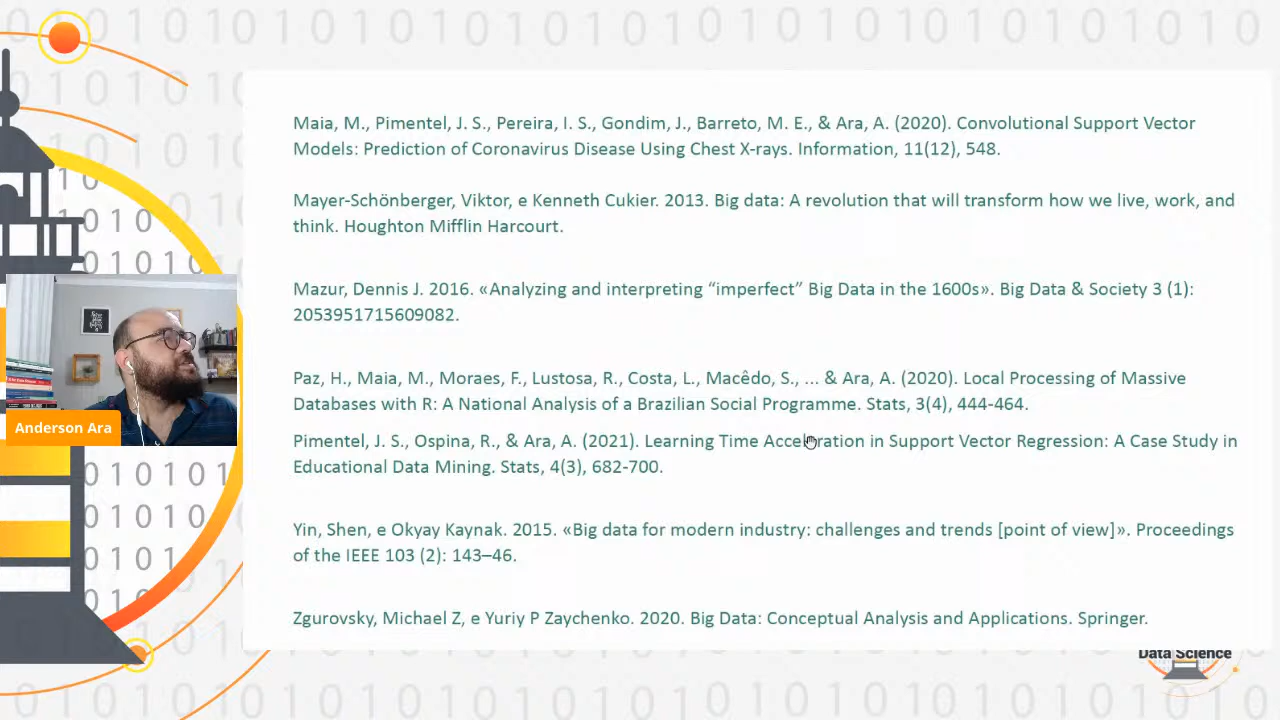 Maia, M., Pimentel, J. S., Pereira, I. S., Gondim, J., Barreto, M. E., & Ara, A. (2020). Convolutional Support Vector
Models: Prediction of Coronavirus Disease Using Chest X-rays. Information, 11(12), 548.
Mayer-Schönberger, Viktor, e Kenneth Cukier. 2013. Big data: A revolution that will transform how we live, work, and
think. Houghton Mifflin Harcourt.
Mazur, Dennis J. 2016. «Analyzing and interpreting “imperfect” Big Data in the 1600s». Big Data & Society 3 (1):
2053951715609082.
Paz, H., Maia, M., Moraes, F., Lustosa, R., Costa, L., Macêdo, S., ... & Ara, A. (2020). Local Processing of Massive
Databases with R: A National Analysis of a Brazilian Social Programme. Stats, 3(4), 444-464.
Pimentel, J. S., Ospina, R., & Ara, A. (2021). Learning Time Acceleration in Support Vector Regression: A Case Study in
Educational Data Mining. Stats, 4(3), 682-700.
Yin, Shen, e Okyay Kaynak. 2015. «Big data for modern industry: challenges and trends [point of view]». Proceedings
of the IEEE 103 (2): 143–46.
Zgurovsky, Michael Z, e Yuriy P Zaychenko. 2020. Big Data: Conceptual Analysis and Applications. Springer.
Anderson Ara
Data Science